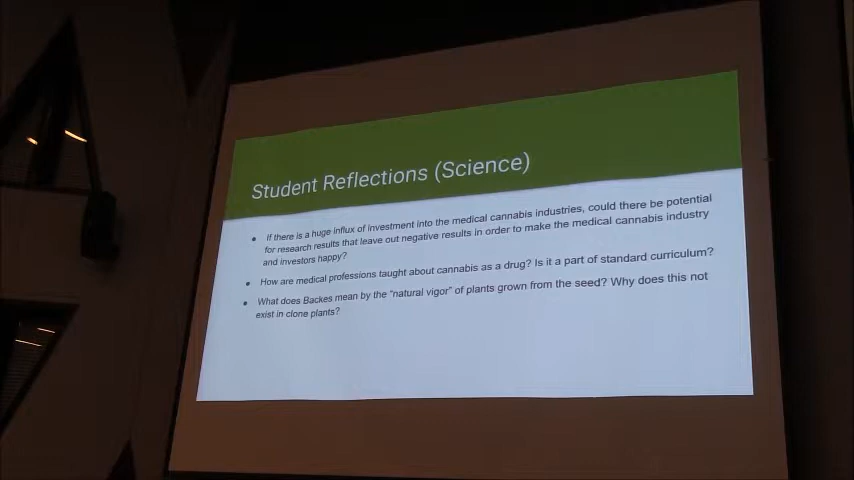 Student Reflections (Science)
● If there is a huge influx of investment into the medical cannabis industries, could there be potential
for research results that leave out negative results in order to make the medical cannabis industry
and investors happy?
● How are medical professions taught about cannabis as a drug? Is it a part of standard curriculum?
● What does Backes mean by the "natural vigor" of plants grown from the seed? Why does this not
exist in clone plants?